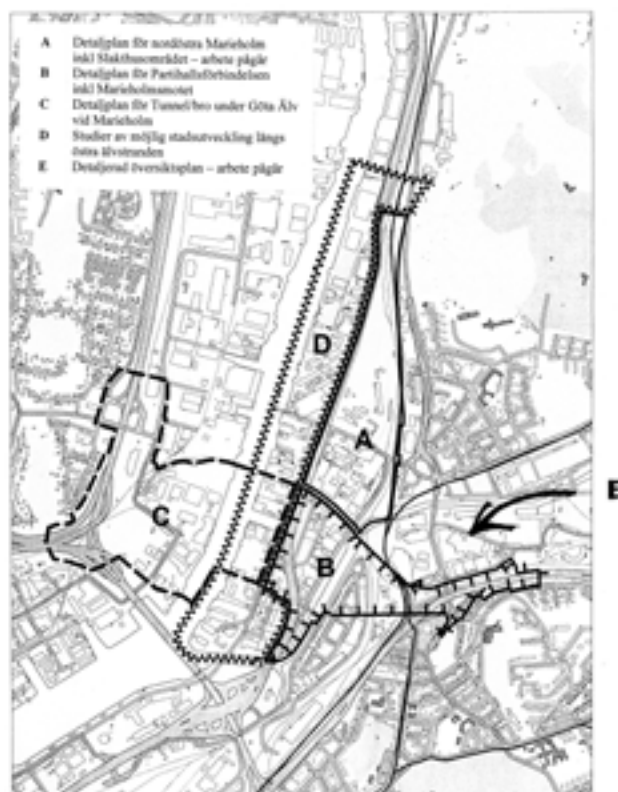 A Detaljplan för nordöstra Marieholm
inkl Slakthusområdet – arbete pågår
B Detaljplan för Partihallsförbindelsen
inkl Marieholmsmotet
C Detaljplan för Tunnel/bro under Göta Älv
vid Marieholm
D Studier av möjlig stadsutveckling längs
östra älvstranden
E Detaljerad översiktsplan – arbete pågår
D
A
E
C
B